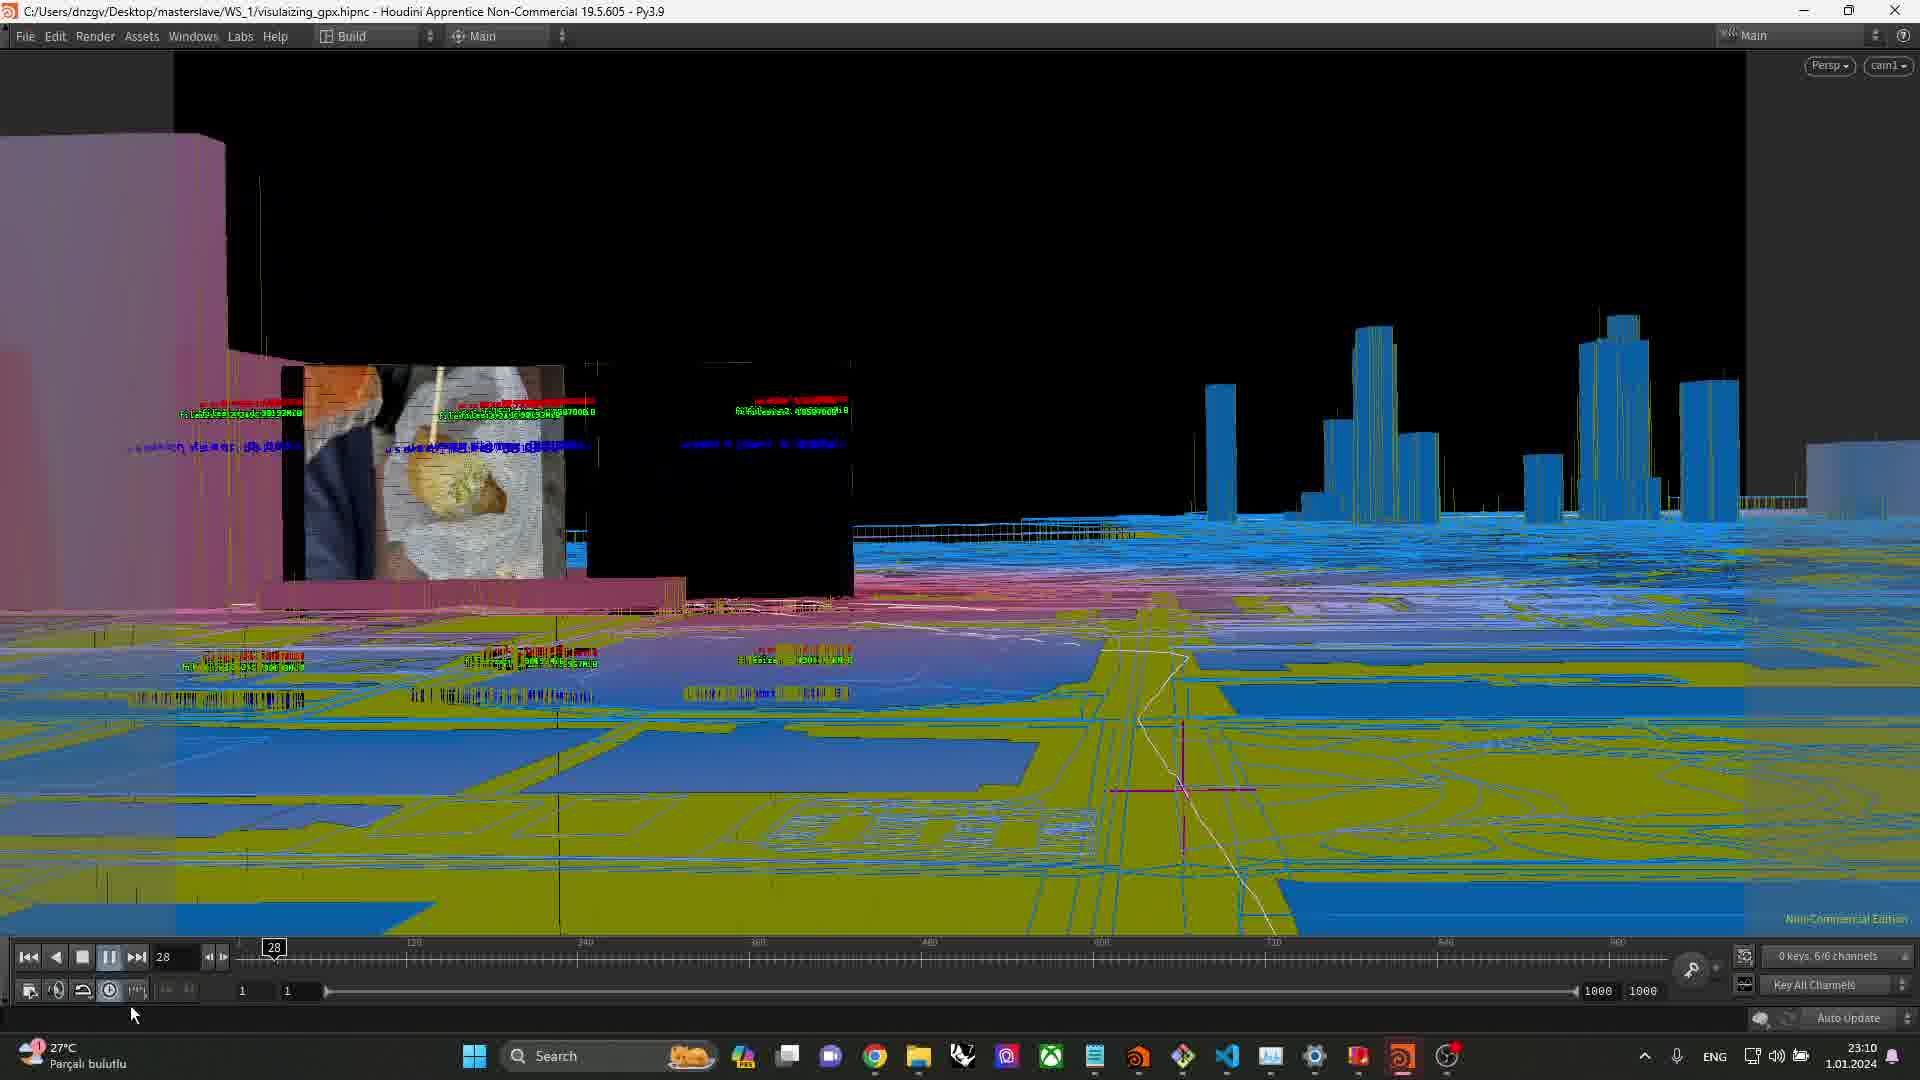 C:/Users/dnzgv/Desktop/masterslave/WS_1/visulaizing_gpx.hipnc - Houdini Apprentice Non-Commercial 19.5.605 - Py3.9
File Edit Render Assets Windows Labs Help Build Main Main
Persp cam1
Non-Commercial Edition
28 1 120 240 360 480 600 720 840 960
28
0 keys, 6/6 channels
1 1 1000 1000 Key All Channels
Auto Update
27°C
Parçalı bulutlu
Search
ENG
23:10
1.01.2024